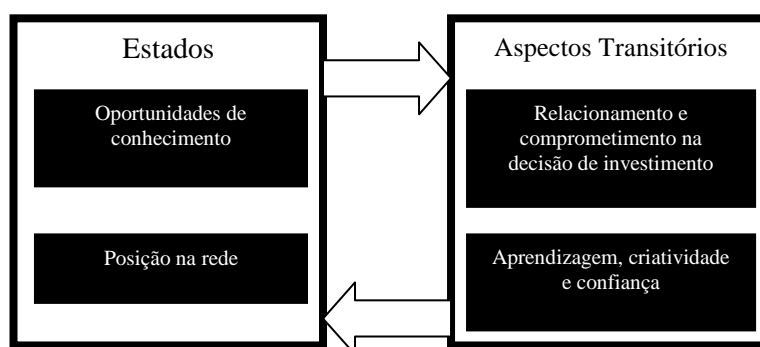 Estados
Oportunidades de
conhecimento
Posição na rede
Aspectos Transitórios
Relacionamento e
comprometimento na
decisão de investimento
Aprendizagem, criatividade
e confiança